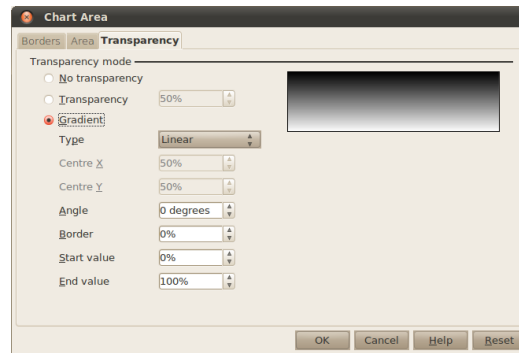 Chart Area
Borders Area Transparency
Transparency mode
No transparency
Transparency 50%
Gradient
Type Linear
Centre X 50%
Centre Y 50%
Angle 0 degrees
Border 0%
Start value 0%
End value 100%
OK Cancel Help Reset